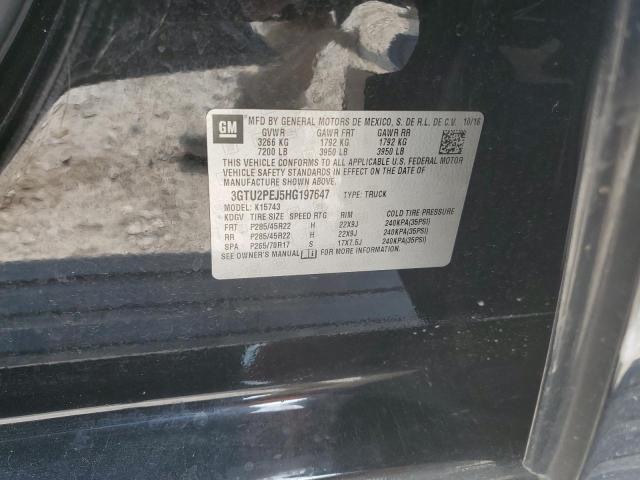 GM
MFD BY GENERAL MOTORS DE MEXICO, S. DE R.L. DE C.V. 10/16
GVWR GAWR FRT GAWR RR
3266 KG 1792 KG 1792 KG
7200 LB 3950 LB 3950 LB
THIS VEHICLE CONFORMS TO ALL APPLICABLE U.S. FEDERAL MOTOR
VEHICLE SAFETY STANDARDS IN EFFECT ON THE DATE OF
MANUFACTURE SHOWN ABOVE.
3GTU2PEJ5HG197647 TYPE: TRUCK
MODEL: K15743
KDGV TIRE SIZE SPEED RTG RIM COLD TIRE PRESSURE
FRT P285/45R22 H 22X9J 240KPA(35PSI)
RR P285/45R22 H 22X9J 240KPA(35PSI)
SPA P265/70R17 S 17X7.5J 240KPA(35PSI)
SEE OWNER'S MANUAL FOR MORE INFORMATION.